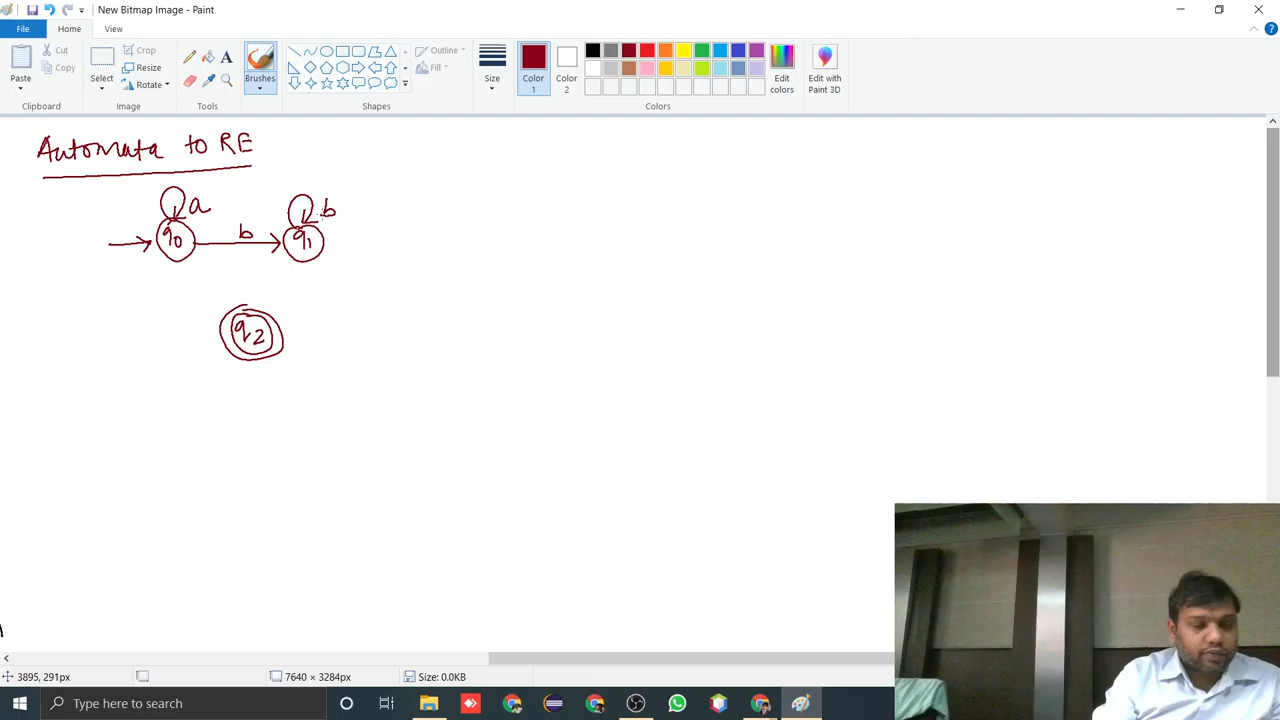 New Bitmap Image - Paint
File Home View
Paste
Cut
Copy
Clipboard
Select
Crop
Resize
Rotate
Image
A
Tools
Brushes
Outline
Fill
Shapes
Size
Color 1
Color 2
Edit colors
Colors
Edit with Paint 3D
Automata to RE
a
b
q0
b
q1
q2
3895, 291px
7640 × 3284px
Size: 0.0KB
Type here to search